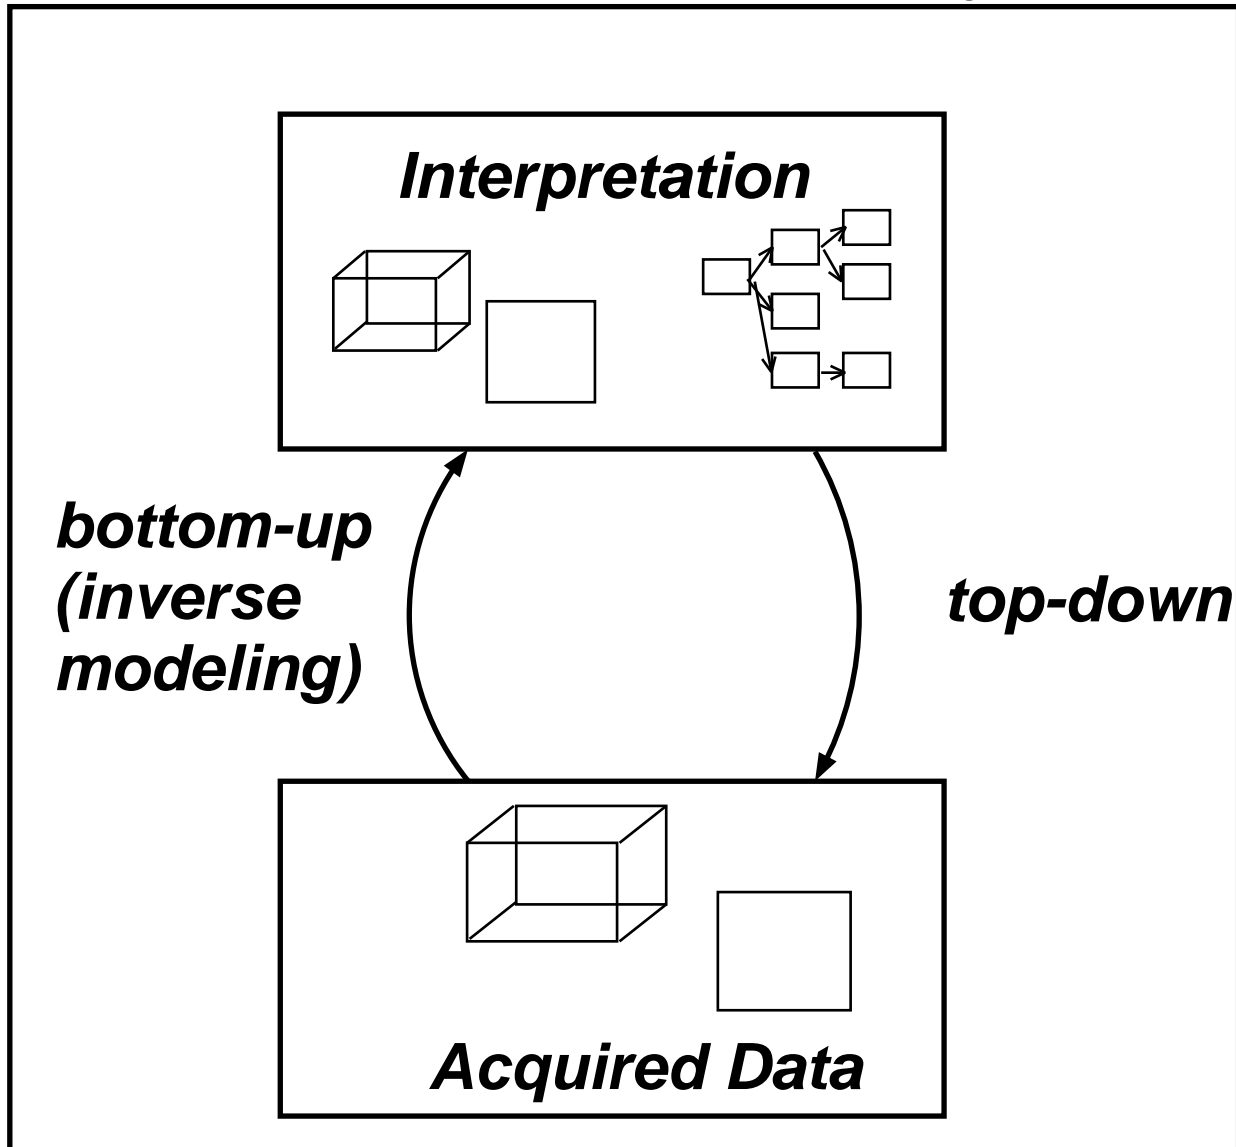 Interpretation
bottom-up
(inverse
modeling)
top-down
Acquired Data